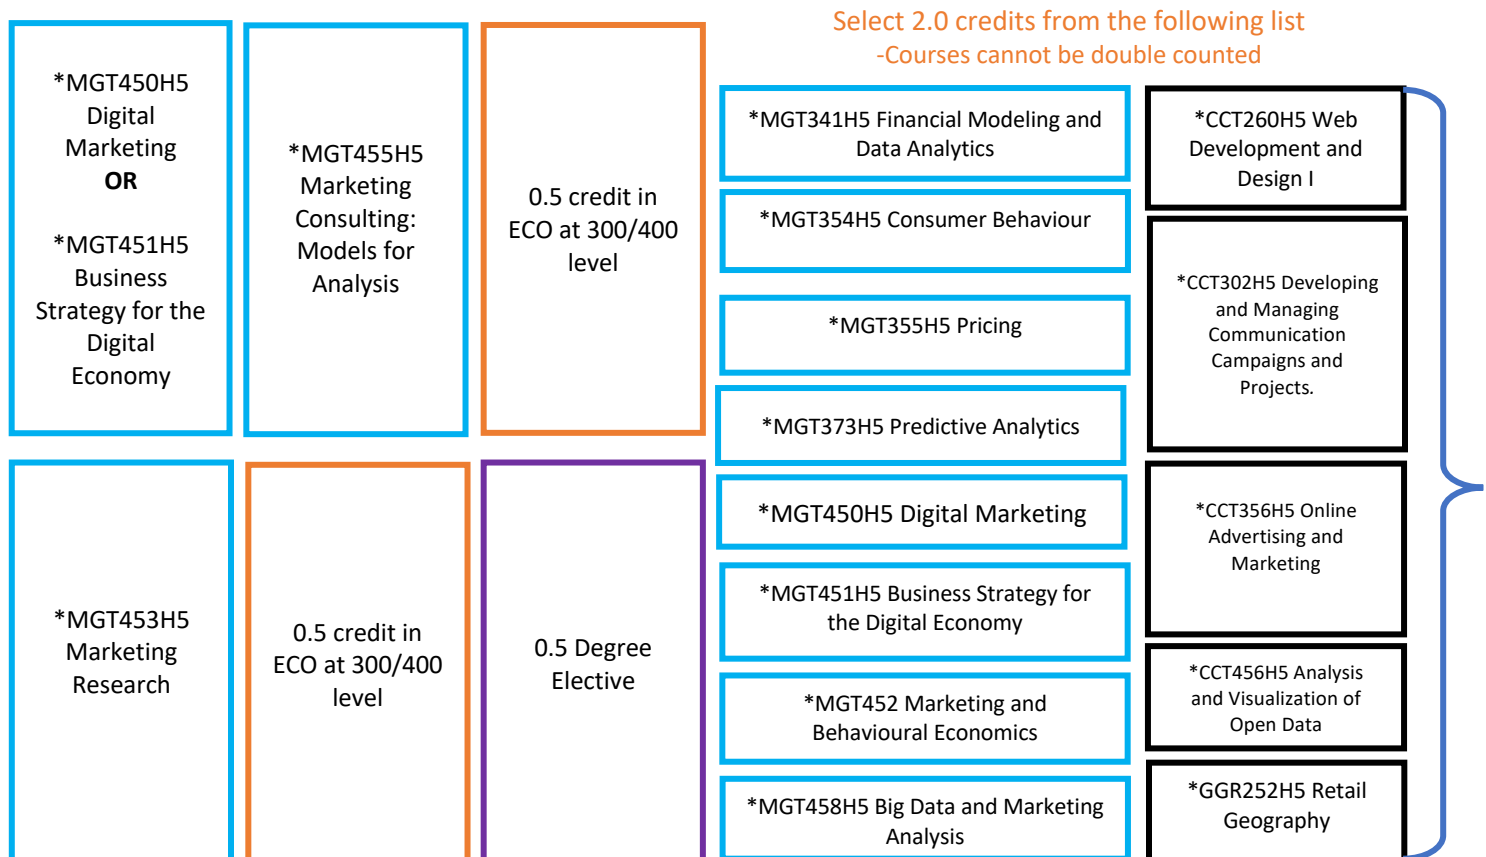 Select 2.0 credits from the following list
-Courses cannot be double counted
*MGT450H5
Digital
Marketing
OR
*MGT451H5
Business
Strategy for the
Digital
Economy
*MGT455H5
Marketing
Consulting:
Models for
Analysis
0.5 credit in
ECO at 300/400
level
*MGT453H5
Marketing
Research
0.5 credit in
ECO at 300/400
level
0.5 Degree
Elective
*MGT341H5 Financial Modeling and
Data Analytics
*MGT354H5 Consumer Behaviour
*MGT355H5 Pricing
*MGT373H5 Predictive Analytics
*MGT450H5 Digital Marketing
*MGT451H5 Business Strategy for
the Digital Economy
*MGT452 Marketing and
Behavioural Economics
*MGT458H5 Big Data and Marketing
Analysis
*CCT260H5 Web
Development and
Design I
*CCT302H5 Developing
and Managing
Communication
Campaigns and
Projects.
*CCT356H5 Online
Advertising and
Marketing
*CCT456H5 Analysis
and Visualization of
Open Data
*GGR252H5 Retail
Geography